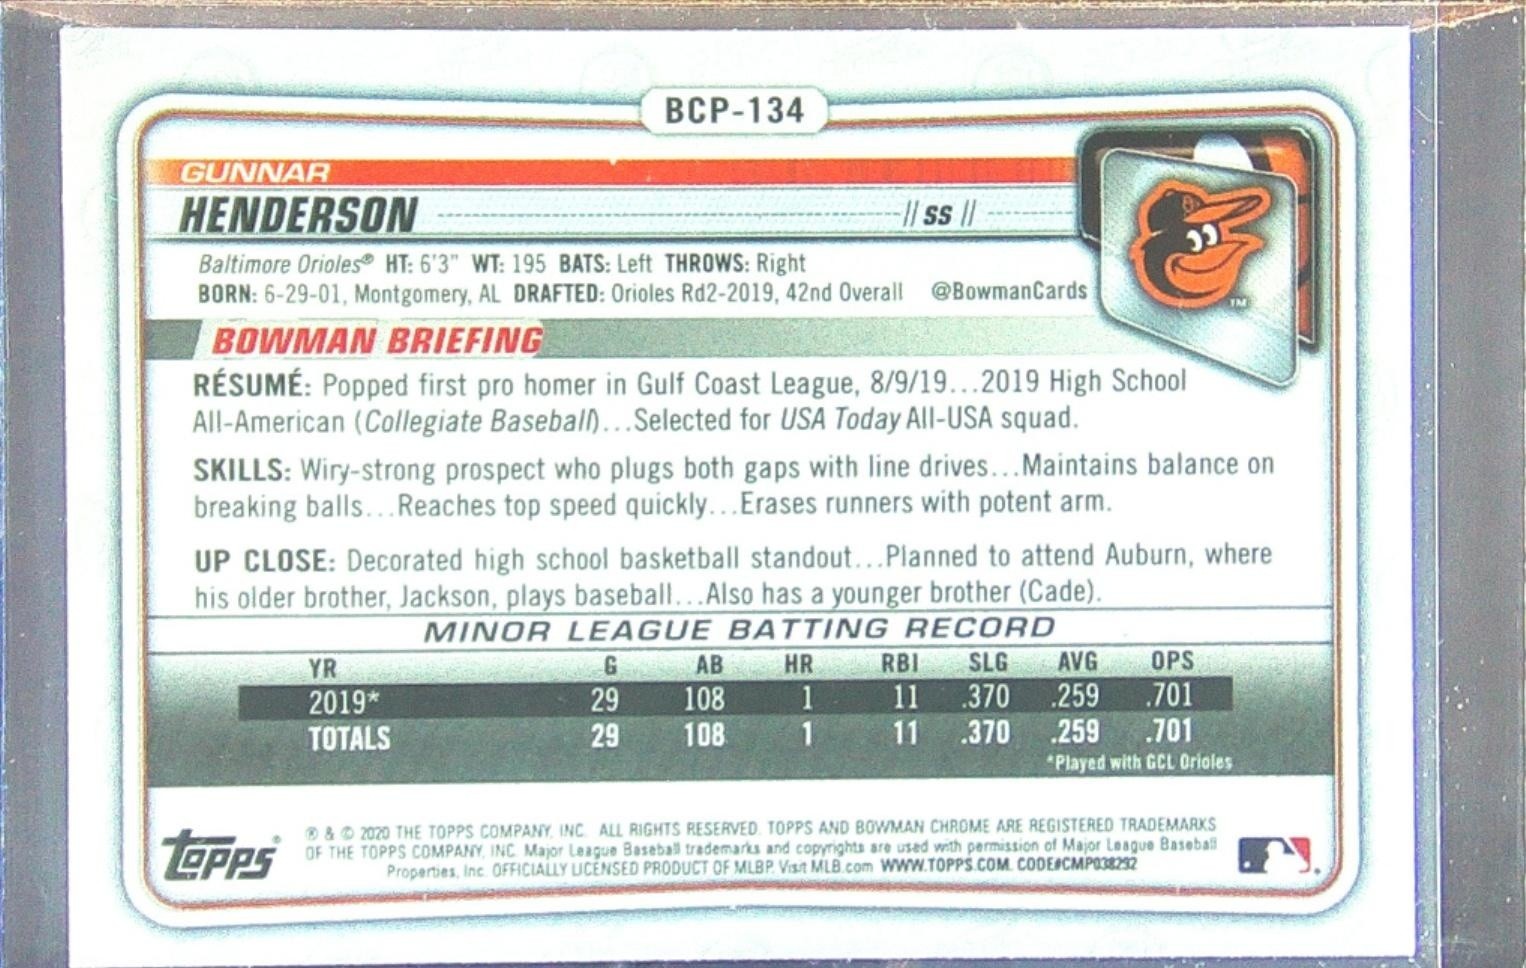 BCP-134
GUNNAR
HENDERSON // SS //
Baltimore Orioles® HT: 6'3" WT: 195 BATS: Left THROWS: Right
BORN: 6-29-01, Montgomery, AL DRAFTED: Orioles Rd2-2019, 42nd Overall @BowmanCards
TM
BOWMAN BRIEFING
RÉSUMÉ: Popped first pro homer in Gulf Coast League, 8/9/19...2019 High School
All-American (Collegiate Baseball)...Selected for USA Today All-USA squad.
SKILLS: Wiry-strong prospect who plugs both gaps with line drives...Maintains balance on
breaking balls...Reaches top speed quickly...Erases runners with potent arm.
UP CLOSE: Decorated high school basketball standout...Planned to attend Auburn, where
his older brother, Jackson, plays baseball...Also has a younger brother (Cade).
MINOR LEAGUE BATTING RECORD
YR G AB HR RBI SLG AVG OPS
2019* 29 108 1 11 .370 .259 .701
TOTALS 29 108 1 11 .370 .259 .701
*Played with GCL Orioles
Topps®
® & © 2020 THE TOPPS COMPANY, INC. ALL RIGHTS RESERVED. TOPPS AND BOWMAN CHROME ARE REGISTERED TRADEMARKS
OF THE TOPPS COMPANY, INC. Major League Baseball trademarks and copyrights are used with permission of Major League Baseball
Properties, Inc. OFFICIALLY LICENSED PRODUCT OF MLBP. Visit MLB.com WWW.TOPPS.COM. CODE#CMP038292